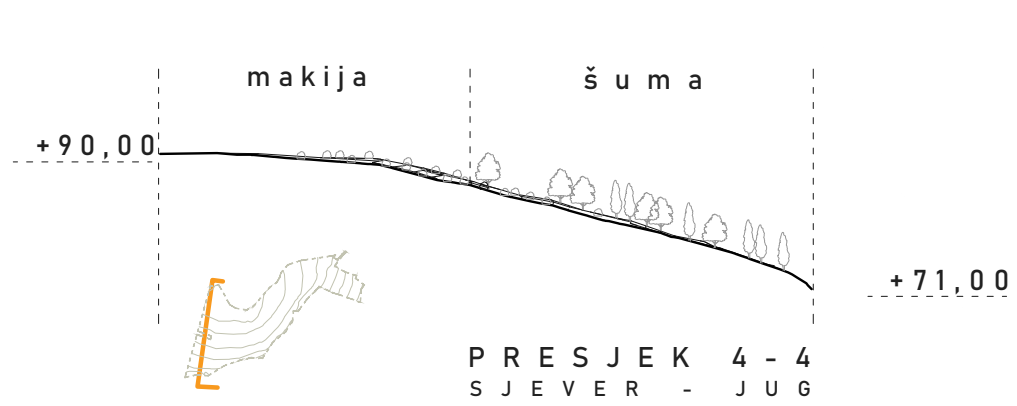 makija
šuma
+90,00
+71,00
PRESJEK 4-4
SJEVER - JUG